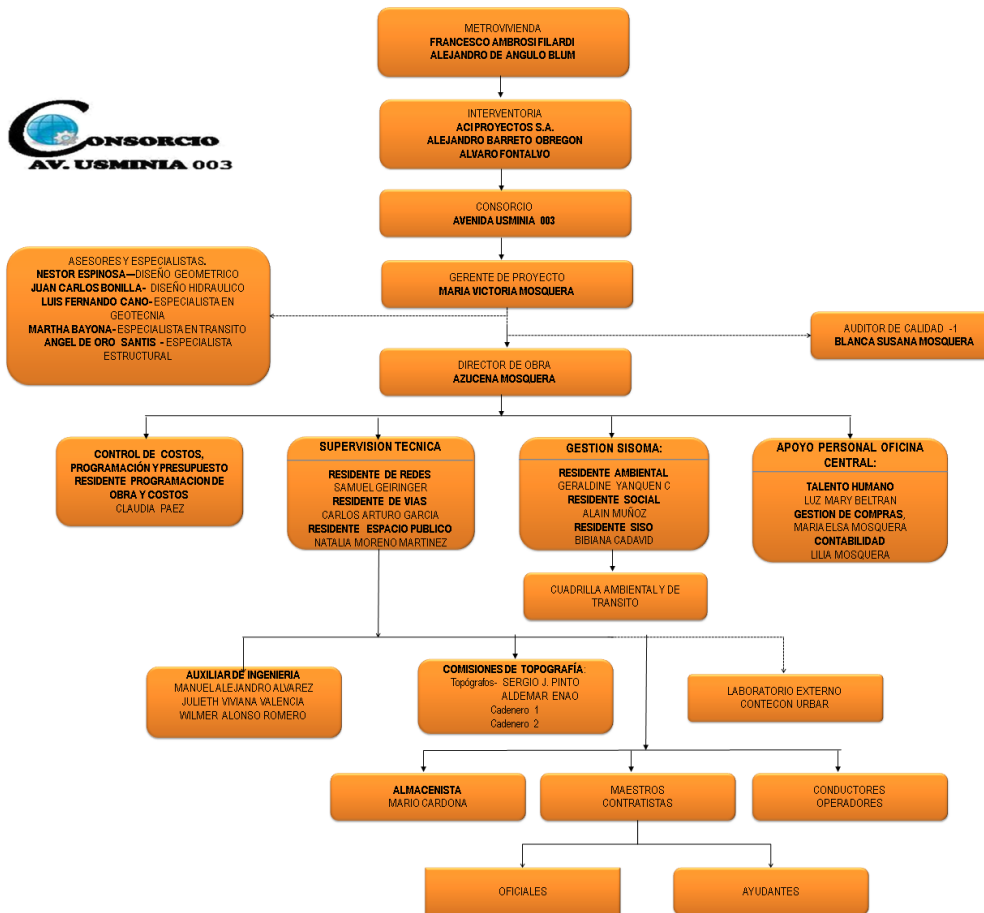 METROVIVIENDA
FRANCESCO AMBROSI FILARDI
ALEJANDRO DE ANGULO BLUM
INTERVENTORIA
ACI PROYECTOS S.A.
ALEJANDRO BARRETO OBREGON
ALVARO FONTALVO
CONSORCIO
AV. USMINIA 003
CONSORCIO
AVENIDA USMINIA 003
ASESORES Y ESPECIALISTAS.
NESTOR ESPINOSA—DISEÑO GEOMETRICO
JUAN CARLOS BONILLA- DISEÑO HIDRAULICO
LUIS FERNANDO CANO- ESPECIALISTA EN
GEOTECNIA
MARTHA BAYONA- ESPECIALISTA EN TRANSITO
ANGEL DE ORO SANTIS - ESPECIALISTA
ESTRUCTURAL
GERENTE DE PROYECTO
MARIA VICTORIA MOSQUERA
AUDITOR DE CALIDAD -1
BLANCA SUSANA MOSQUERA
DIRECTOR DE OBRA
AZUCENA MOSQUERA
CONTROL DE COSTOS,
PROGRAMACIÓN Y PRESUPUESTO
RESIDENTE PROGRAMACION DE
OBRA Y COSTOS
CLAUDIA PAEZ
SUPERVISION TECNICA
RESIDENTE DE REDES
SAMUEL GEIRINGER
RESIDENTE DE VIAS
CARLOS ARTURO GARCIA
RESIDENTE ESPACIO PUBLICO
NATALIA MORENO MARTINEZ
GESTION SISOMA:
RESIDENTE AMBIENTAL
GERALDINE YANQUEN C
RESIDENTE SOCIAL
ALAIN MUÑOZ
RESIDENTE SISO
BIBIANA CADAVID
APOYO PERSONAL OFICINA
CENTRAL:
TALENTO HUMANO
LUZ MARY BELTRAN
GESTION DE COMPRAS,
MARIA ELSA MOSQUERA
CONTABILIDAD
LILIA MOSQUERA
CUADRILLA AMBIENTAL Y DE
TRANSITO
AUXILIAR DE INGENIERIA
MANUEL ALEJANDRO ALVAREZ
JULIETH VIVIANA VALENCIA
WILMER ALONSO ROMERO
COMISIONES DE TOPOGRAFÍA:
Topógrafos- SERGIO J. PINTO
ALDEMAR ENAO
Cadenero 1
Cadenero 2
LABORATORIO EXTERNO
CONTECON URBAR
ALMACENISTA
MARIO CARDONA
MAESTROS
CONTRATISTAS
CONDUCTORES
OPERADORES
OFICIALES
AYUDANTES